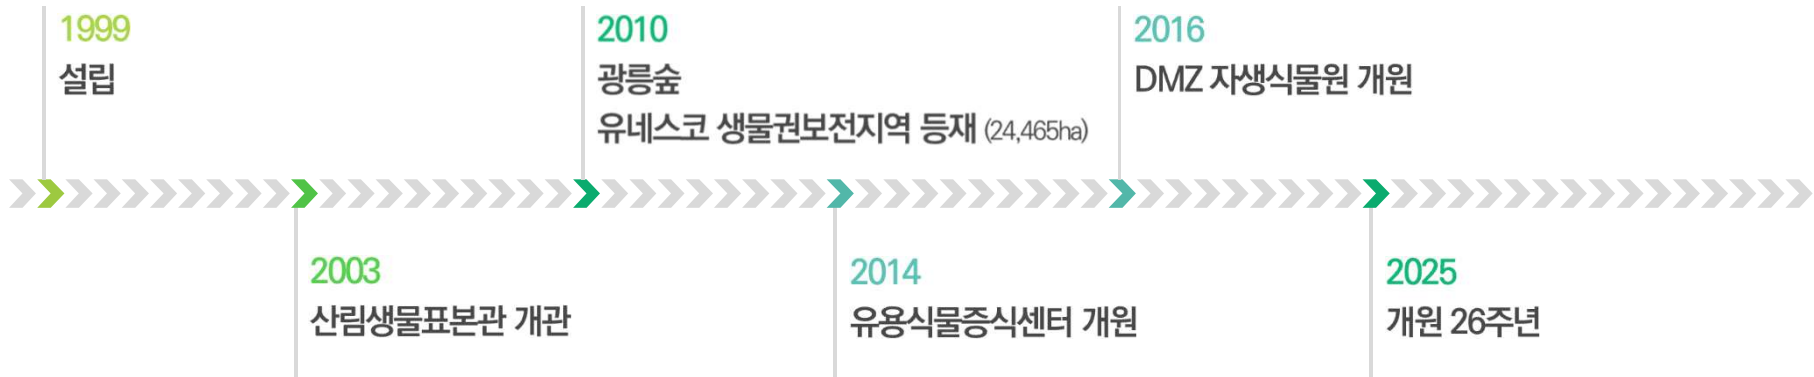 1999
설립
2003
산림생물표본관 개관
2010
광릉숲
유네스코 생물권보전지역 등재 (24,465ha)
2014
유용식물증식센터 개원
2016
DMZ 자생식물원 개원
2025
개원 26주년